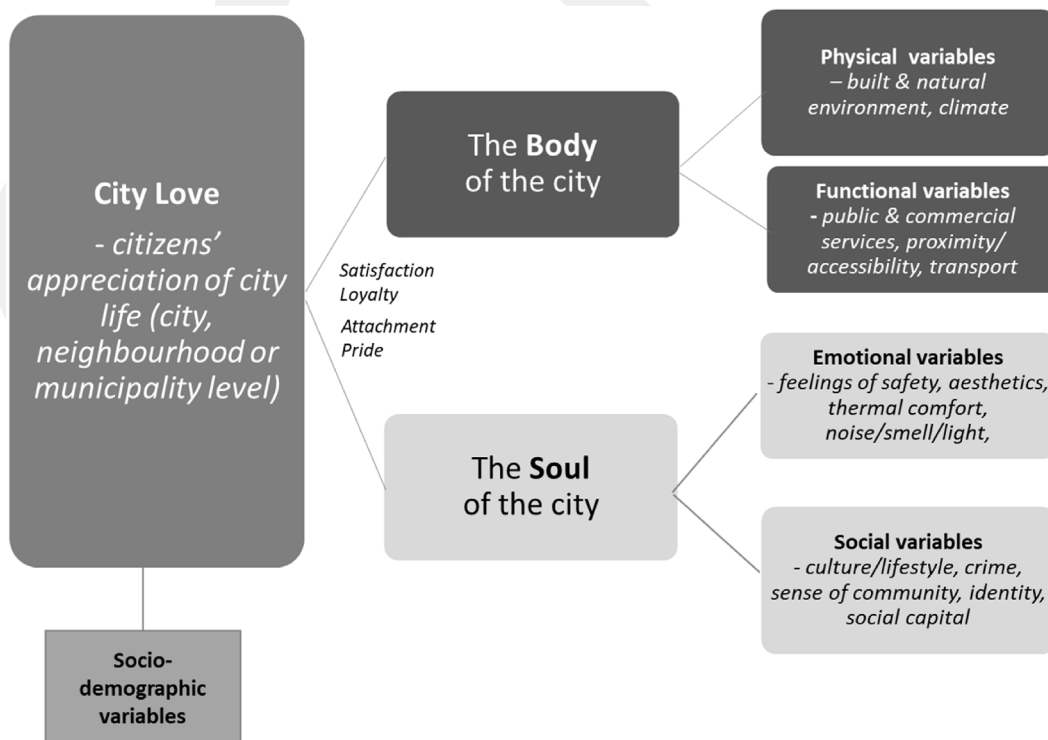 City Love
- citizens’
appreciation of city
life (city,
neighbourhood or
municipality level)
Socio-
demographic
variables
Satisfaction
Loyalty
Attachment
Pride
The Body
of the city
The Soul
of the city
Physical variables
– built & natural
environment, climate
Functional variables
- public & commercial
services, proximity/
accessibility, transport
Emotional variables
- feelings of safety, aesthetics,
thermal comfort,
noise/smell/light,
Social variables
- culture/lifestyle, crime,
sense of community, identity,
social capital